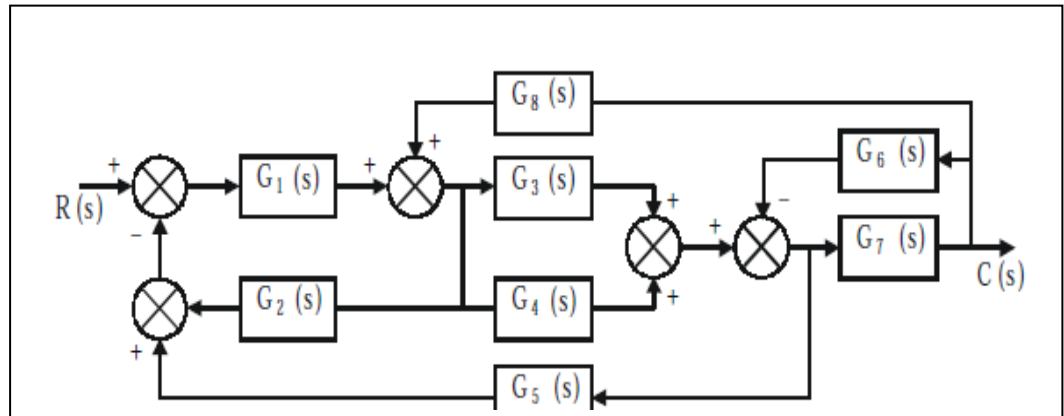 G₈ (s)
+
G₆ (s)
+
G₁ (s)
+
G₃ (s)
+
+
−
R (s)
G₇ (s)
−
C (s)
G₂ (s)
G₄ (s)
+
+
G₅ (s)